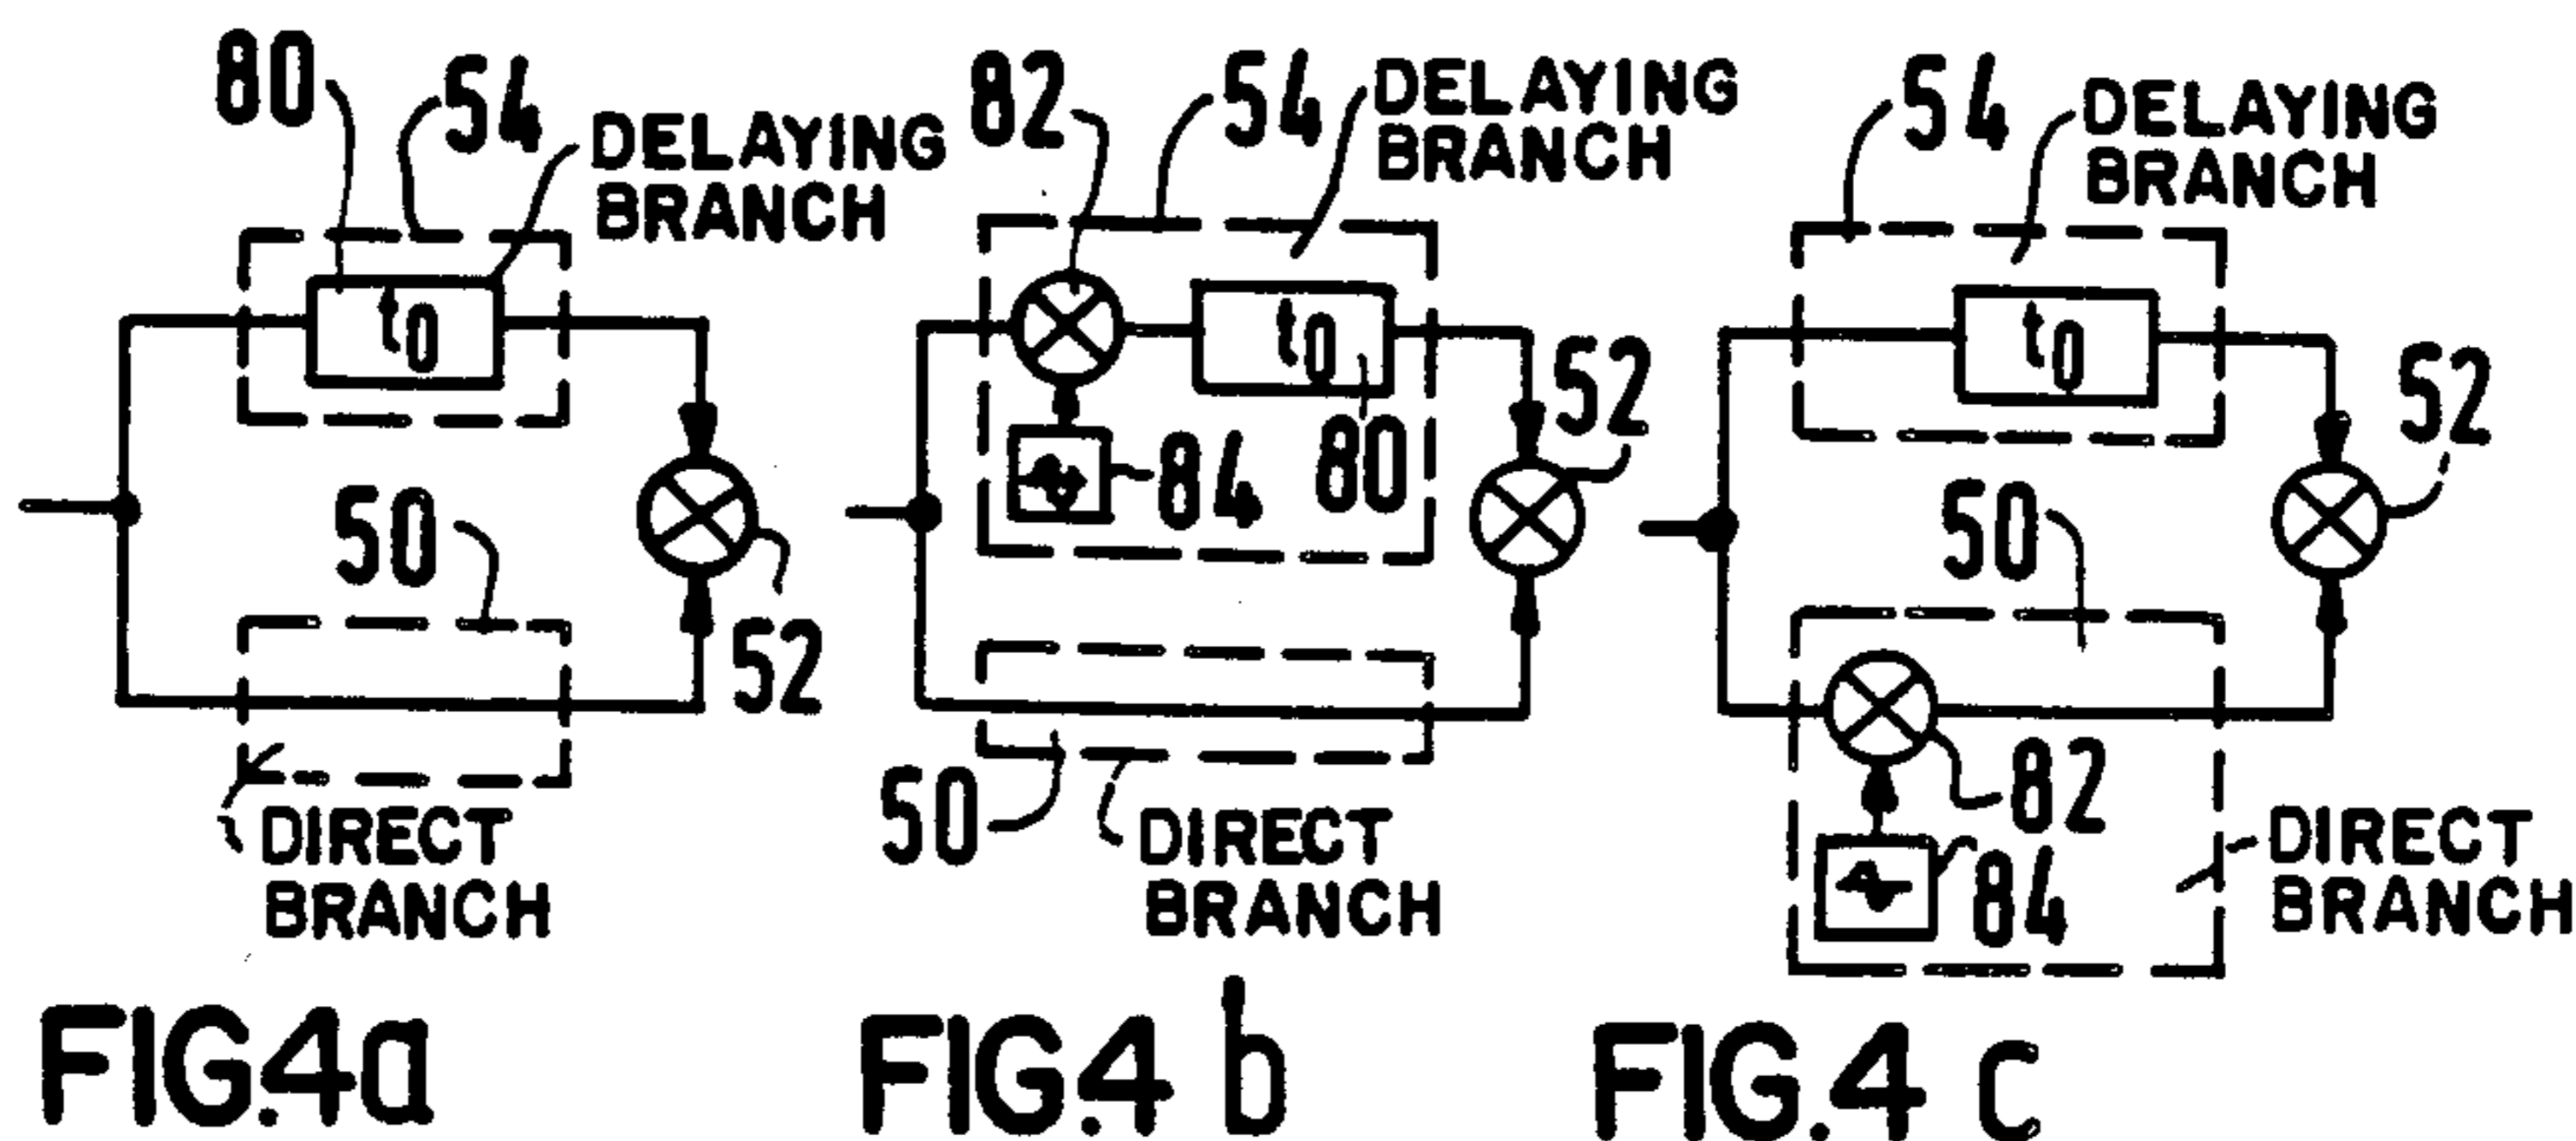 80
54
DELAYING
BRANCH
t0
50
52
DIRECT
BRANCH
FIG.4a
82
54
DELAYING
BRANCH
t0
52
84
80
50
DIRECT
BRANCH
FIG.4 b
54
DELAYING
BRANCH
t0
52
50
82
84
DIRECT
BRANCH
FIG.4 c